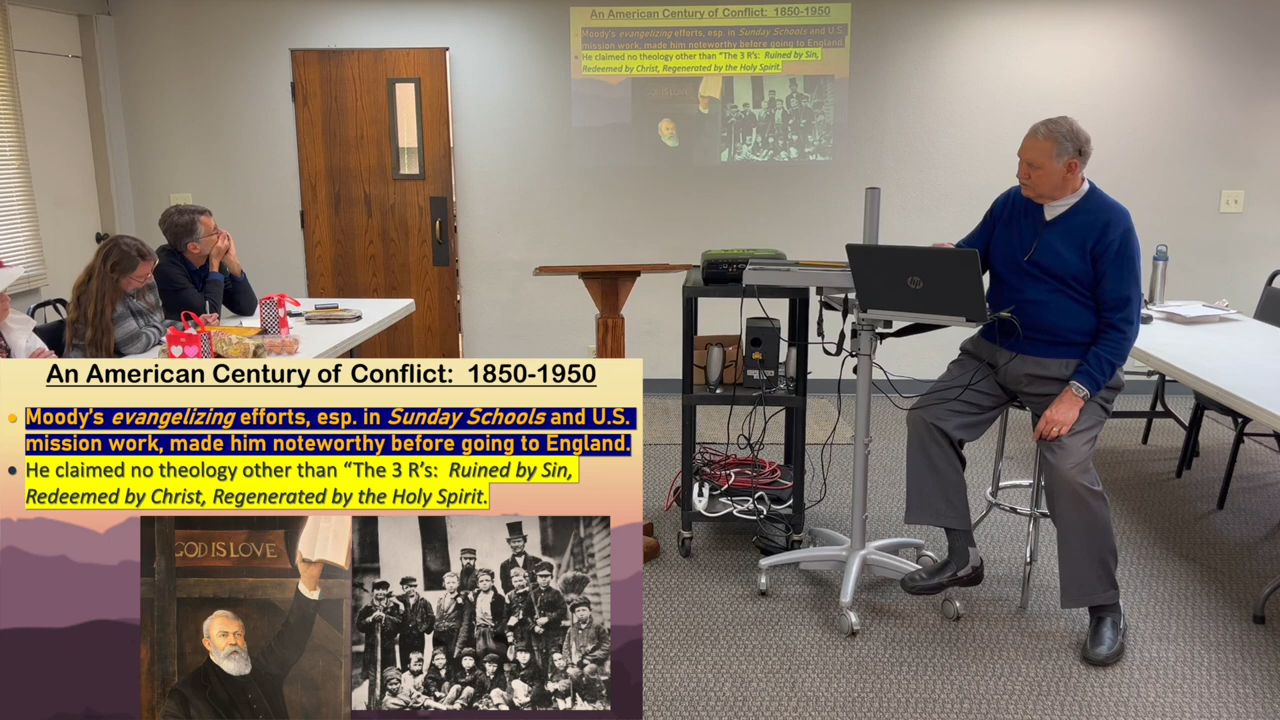 An American Century of Conflict: 1850-1950
Moody's evangelizing efforts, esp. in Sunday Schools and U.S.
mission work, made him noteworthy before going to England.
He claimed no theology other than "The 3 R's: Ruined by Sin,
Redeemed by Christ, Regenerated by the Holy Spirit.
GOD IS LOVE
hp
An American Century of Conflict: 1850-1950
• Moody's evangelizing efforts, esp. in Sunday Schools and U.S.
mission work, made him noteworthy before going to England.
• He claimed no theology other than "The 3 R's: Ruined by Sin,
Redeemed by Christ, Regenerated by the Holy Spirit.
GOD IS LOVE